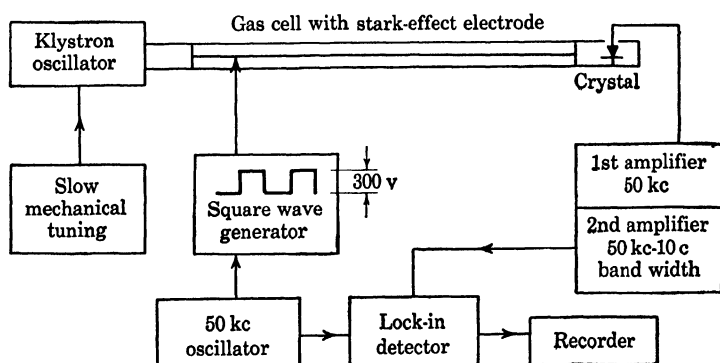 Gas cell with stark-effect electrode
Klystron
oscillator
Crystal
Slow
mechanical
tuning
300 v
Square wave
generator
1st amplifier
50 kc
2nd amplifier
50 kc-10 c
band width
50 kc
oscillator
Lock-in
detector
Recorder